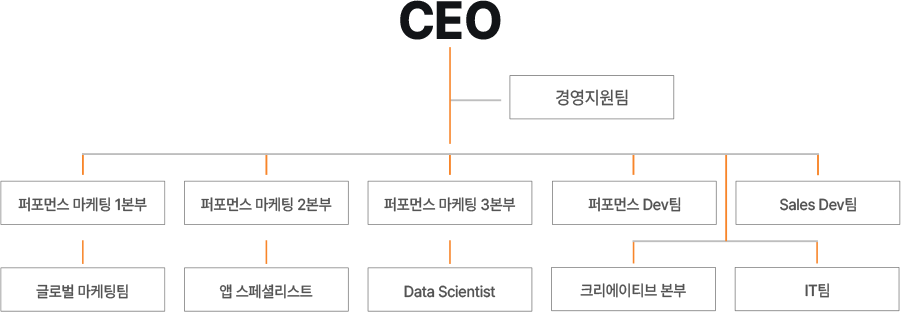 CEO
경영지원팀
퍼포먼스 마케팅 1본부
퍼포먼스 마케팅 2본부
퍼포먼스 마케팅 3본부
퍼포먼스 Dev팀
Sales Dev팀
글로벌 마케팅팀
앱 스페셜리스트
Data Scientist
크리에이티브 본부
IT팀